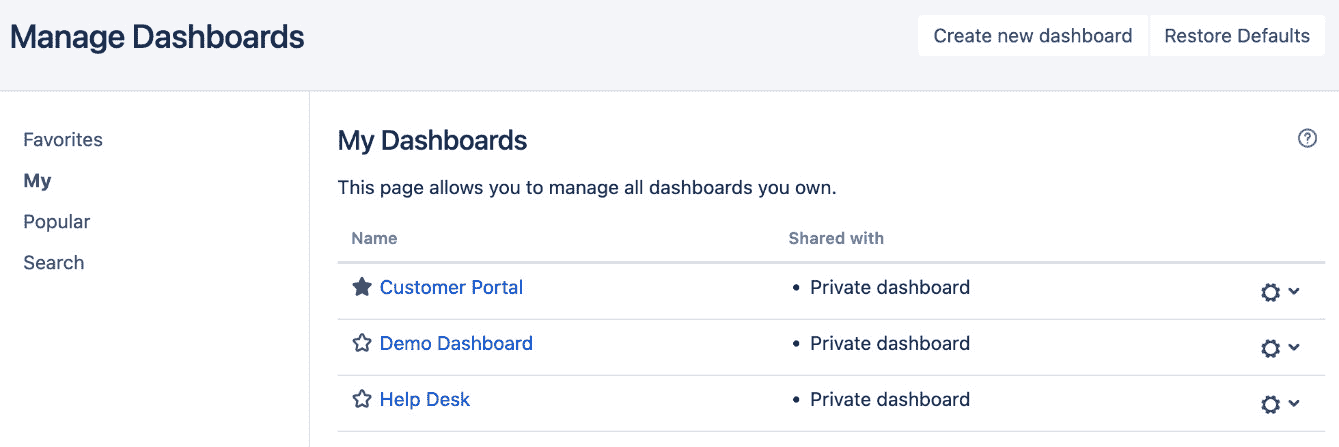 Manage Dashboards
Create new dashboard
Restore Defaults
Favorites
My
Popular
Search
My Dashboards
This page allows you to manage all dashboards you own.
Name Shared with
Customer Portal • Private dashboard
Demo Dashboard • Private dashboard
Help Desk • Private dashboard